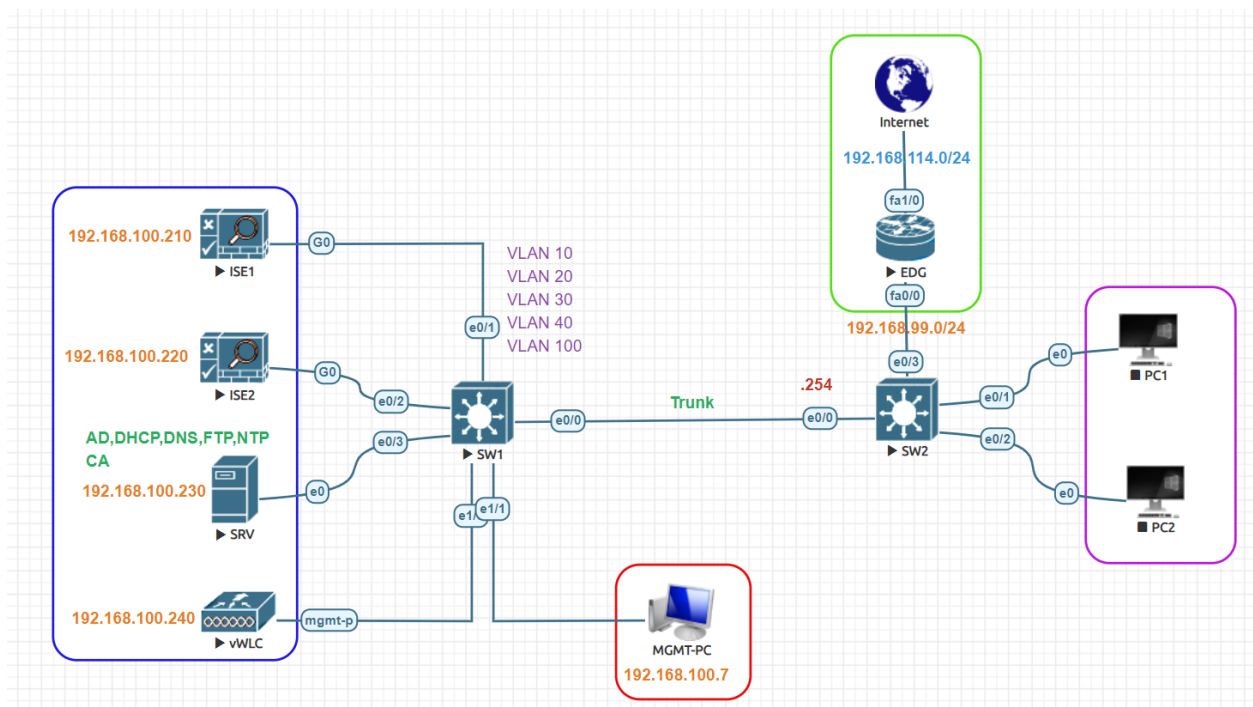 Internet
192.168.114.0/24
fa1/0
EDG
fa0/0
192.168.99.0/24
192.168.100.210
ISE1
G0
VLAN 10
VLAN 20
VLAN 30
VLAN 40
VLAN 100
e0/1
192.168.100.220
ISE2
G0
e0/2
AD,DHCP,DNS,FTP,NTP
CA
192.168.100.230
SRV
e0
e0/3
SW1
e0/0
Trunk
.254
e0/0
e0/3
SW2
e0/1
e0
PC1
e0/2
e0
PC2
e1/1
192.168.100.240
vWLC
mgmt-p
MGMT-PC
192.168.100.7